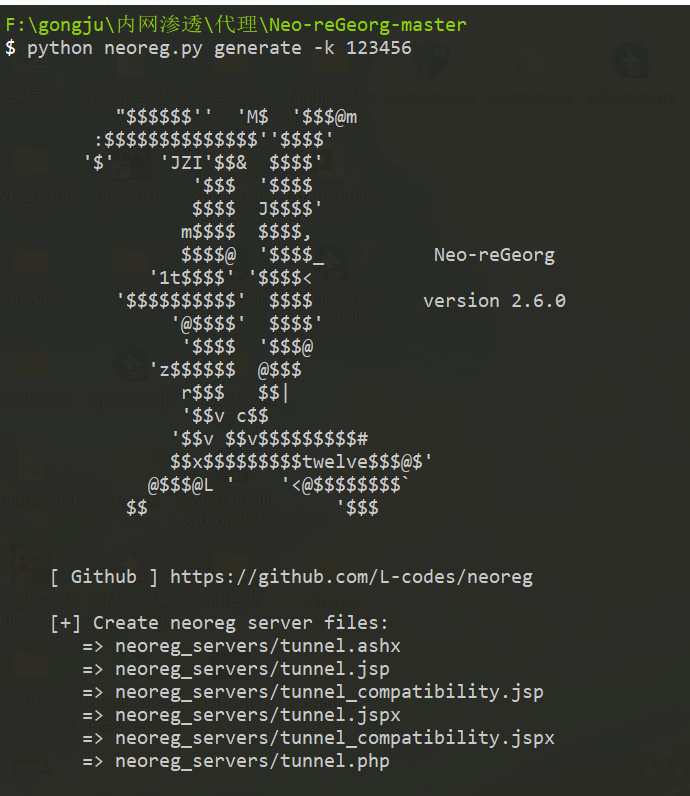 F:\gongju\内网渗透\代理\Neo-reGeorg-master
$ python neoreg.py generate -k 123456
"$$$$$$''  'M$  '$$$@m
:$$$$$$$$$$$$$$''$$$$'
'$'    'JZI'$$&  $$$$'
'$$$  '$$$$
$$$$  J$$$$'
m$$$$  $$$$,
$$$$@  '$$$$_          Neo-reGeorg
'1t$$$$' '$$$$<
'$$$$$$$$$$'  $$$$          version 2.6.0
'@$$$$'  $$$$'
'$$$$  '$$$@
'z$$$$$$  @$$$
r$$$   $$|
'$$v c$$
'$$v $$v$$$$$$$$$#
$$x$$$$$$$$$twelve$$$@$'
@$$$@L '    '<@$$$$$$$$`
$$                 '$$$
[ Github ] https://github.com/L-codes/neoreg
[+] Create neoreg server files:
=> neoreg_servers/tunnel.ashx
=> neoreg_servers/tunnel.jsp
=> neoreg_servers/tunnel_compatibility.jsp
=> neoreg_servers/tunnel.jspx
=> neoreg_servers/tunnel_compatibility.jspx
=> neoreg_servers/tunnel.php